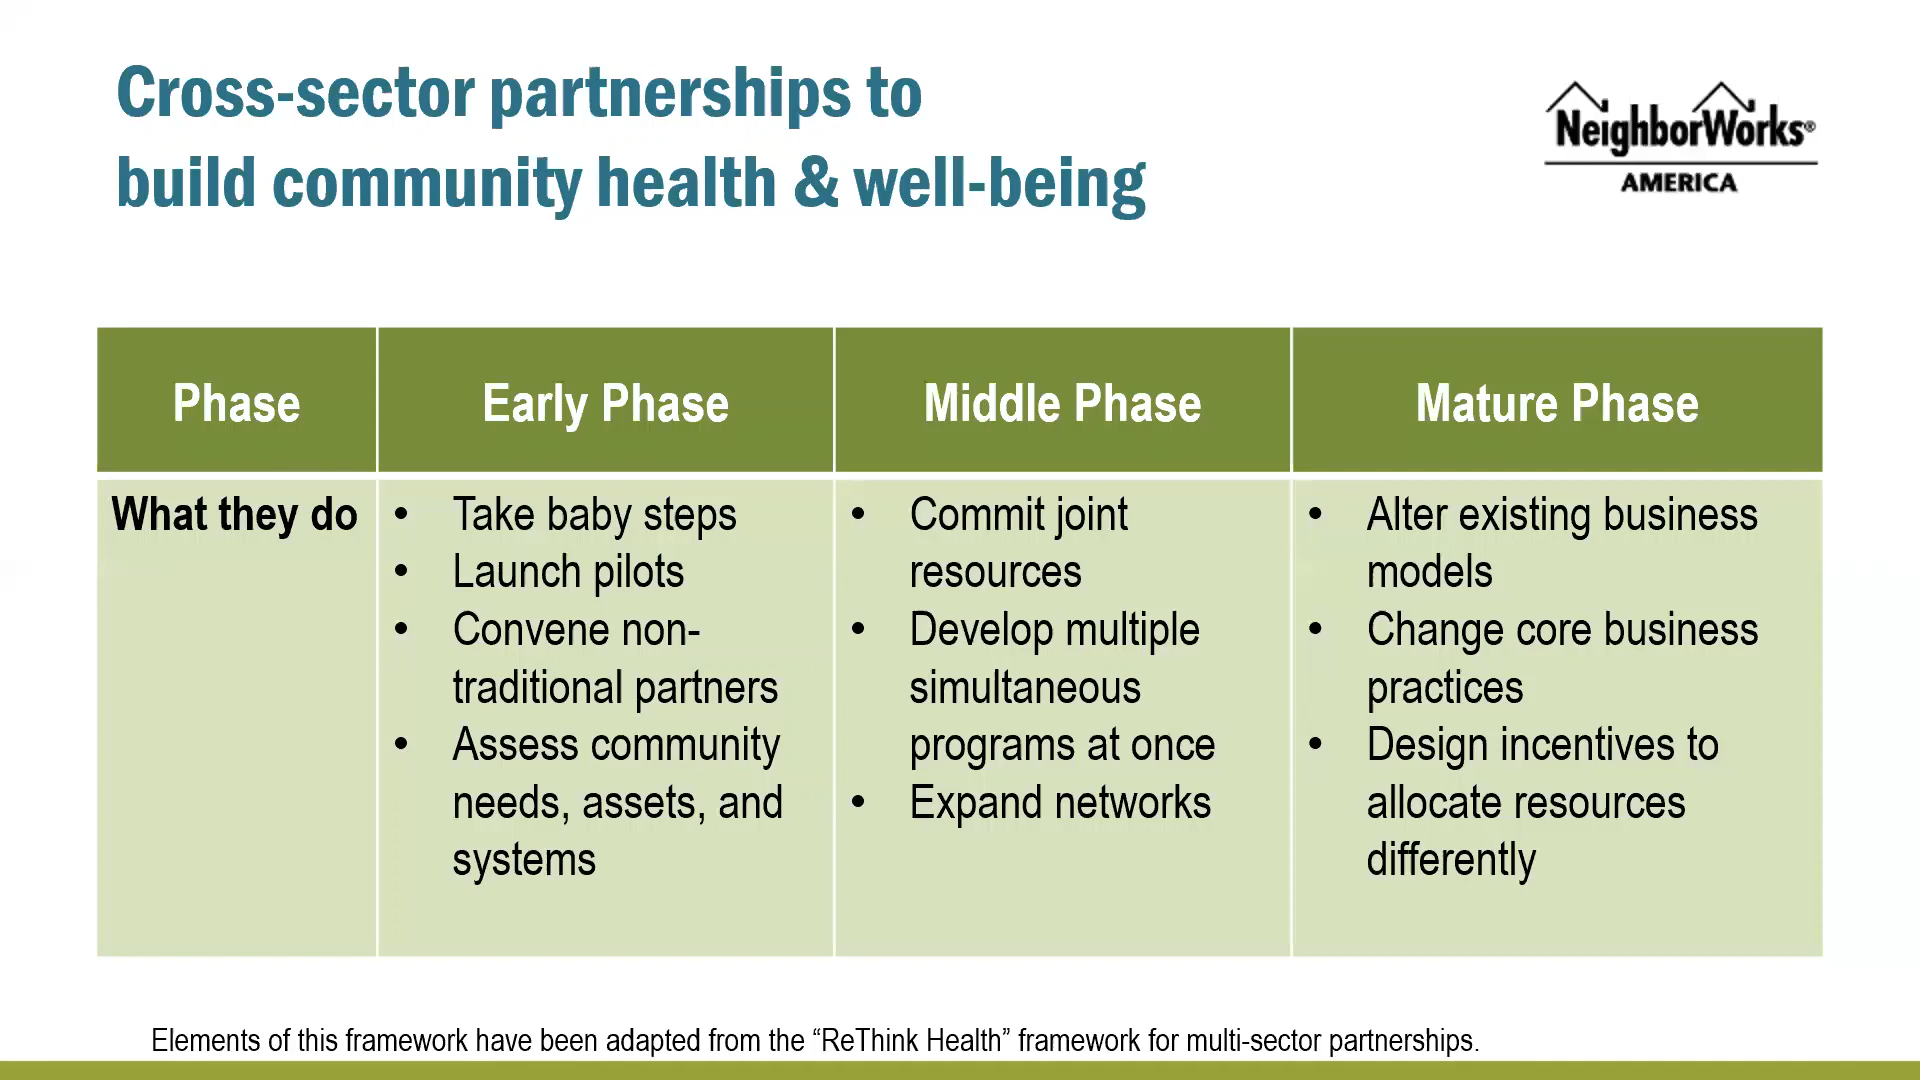 Cross-sector partnerships to
build community health & well-being
NeighborWorks®
AMERICA
Phase
Early Phase
Middle Phase
Mature Phase
What they do
• Take baby steps
• Launch pilots
• Convene non-
traditional partners
• Assess community
needs, assets, and
systems
• Commit joint
resources
• Develop multiple
simultaneous
programs at once
• Expand networks
• Alter existing business
models
• Change core business
practices
• Design incentives to
allocate resources
differently
Elements of this framework have been adapted from the “ReThink Health” framework for multi-sector partnerships.